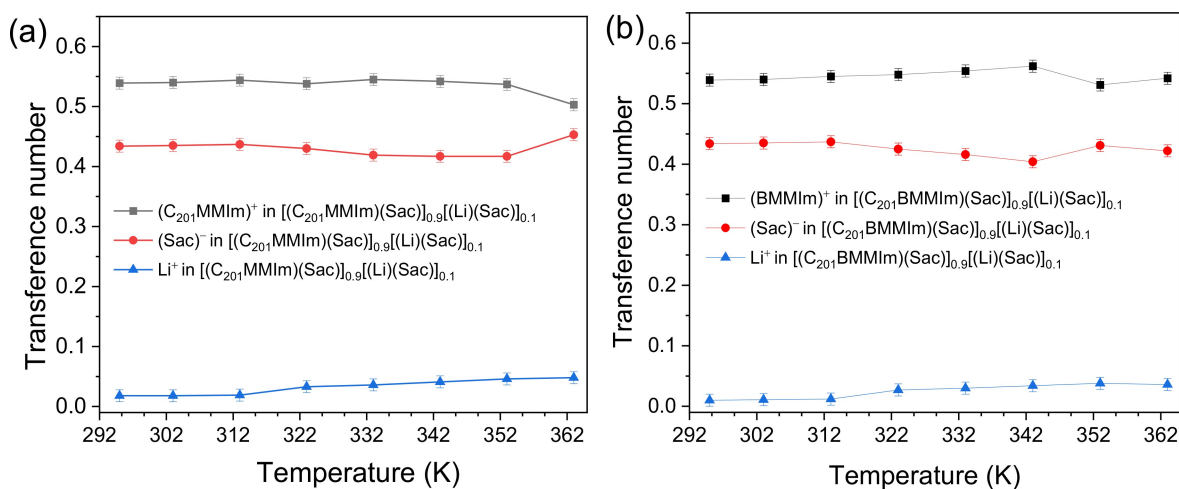 (a)
Transference number
0.6
0.5
0.4
0.3
0.2
0.1
0.0
(C₂₀₁MMIm)⁺ in [(C₂₀₁MMIm)(Sac)]₀.₉[(Li)(Sac)]₀.₁
(Sac)⁻ in [(C₂₀₁MMIm)(Sac)]₀.₉[(Li)(Sac)]₀.₁
Li⁺ in [(C₂₀₁MMIm)(Sac)]₀.₉[(Li)(Sac)]₀.₁
292 302 312 322 332 342 352 362
Temperature (K)
(b)
Transference number
0.6
0.5
0.4
0.3
0.2
0.1
0.0
(BMMIm)⁺ in [(C₂₀₁BMMIm)(Sac)]₀.₉[(Li)(Sac)]₀.₁
(Sac)⁻ in [(C₂₀₁BMMIm)(Sac)]₀.₉[(Li)(Sac)]₀.₁
Li⁺ in [(C₂₀₁BMMIm)(Sac)]₀.₉[(Li)(Sac)]₀.₁
292 302 312 322 332 342 352 362
Temperature (K)